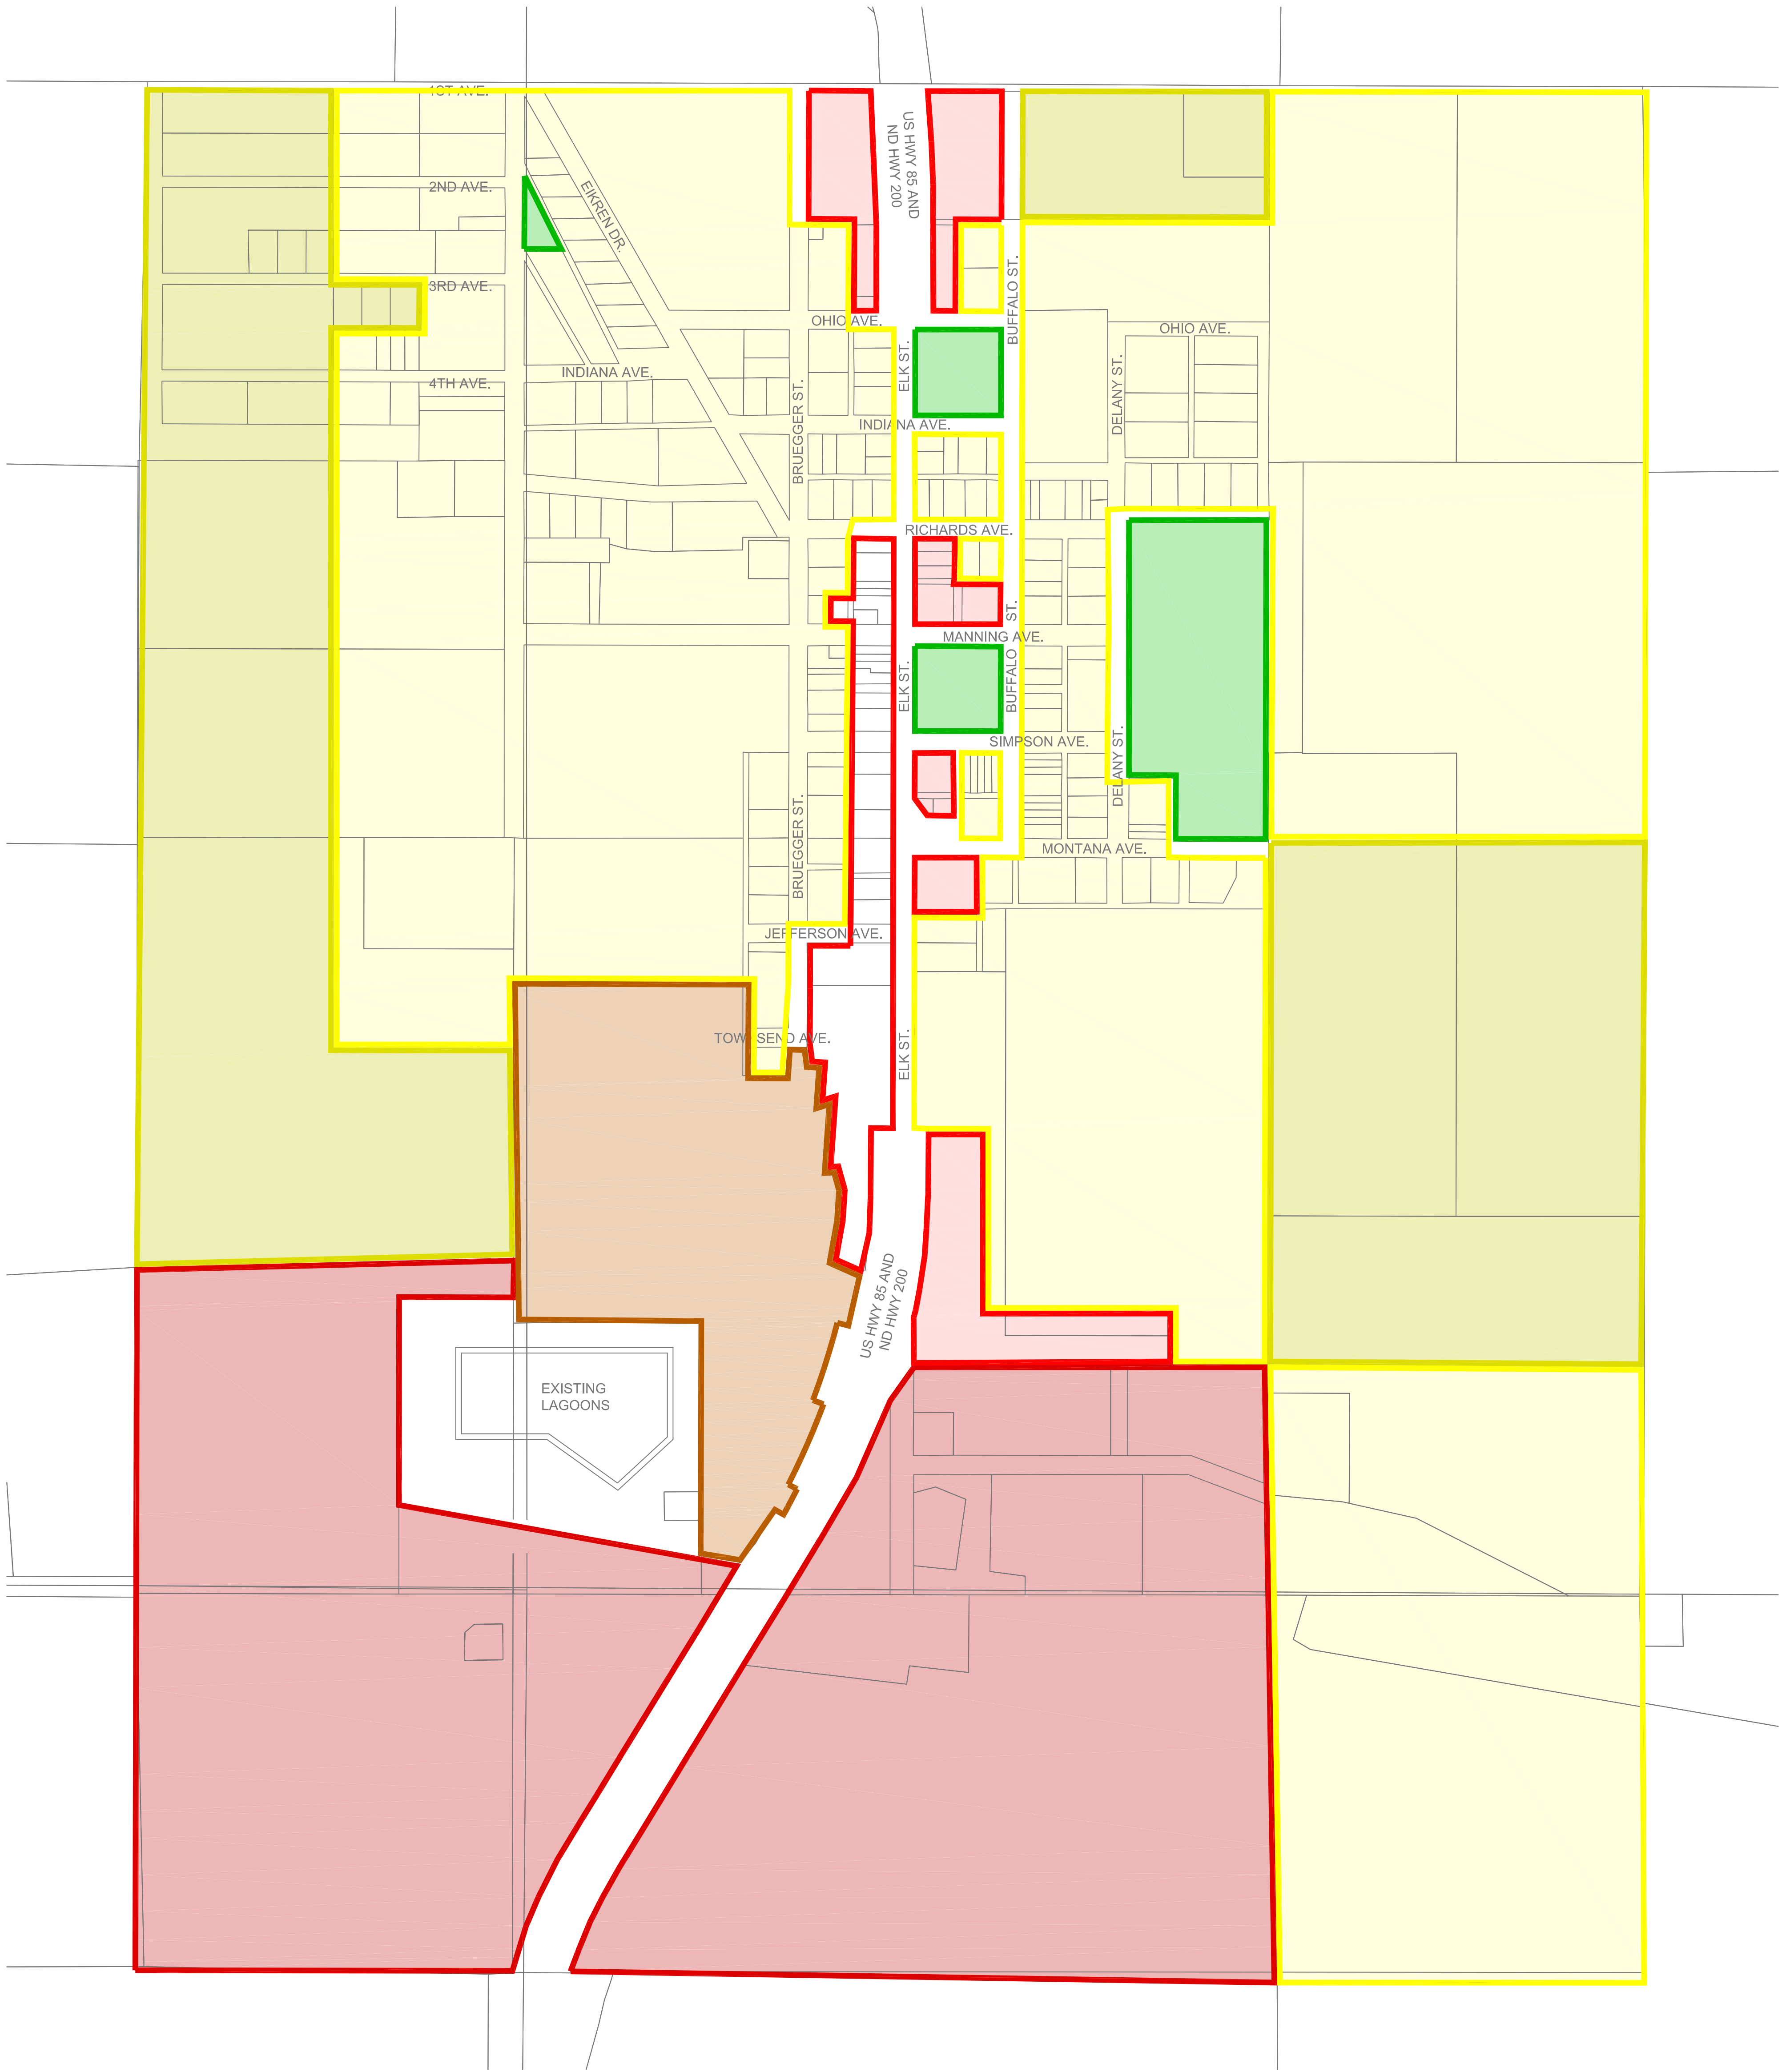 1ST AVE.
US HWY 85 AND
ND HWY 200
2ND AVE.
EIKREN DR.
3RD AVE.
BUFFALO ST.
OHIO AVE.
OHIO AVE.
ELK ST.
INDIANA AVE.
4TH AVE.
DELANY ST.
BRUEGGER ST.
INDIANA AVE.
RICHARDS AVE.
BUFFALO ST.
MANNING AVE.
ELK ST.
SIMPSON AVE.
DELANY ST.
BRUEGGER ST.
MONTANA AVE.
JEFFERSON AVE.
TOWNSEND AVE.
ELK ST.
US HWY 85 AND
ND HWY 200
EXISTING
LAGOONS